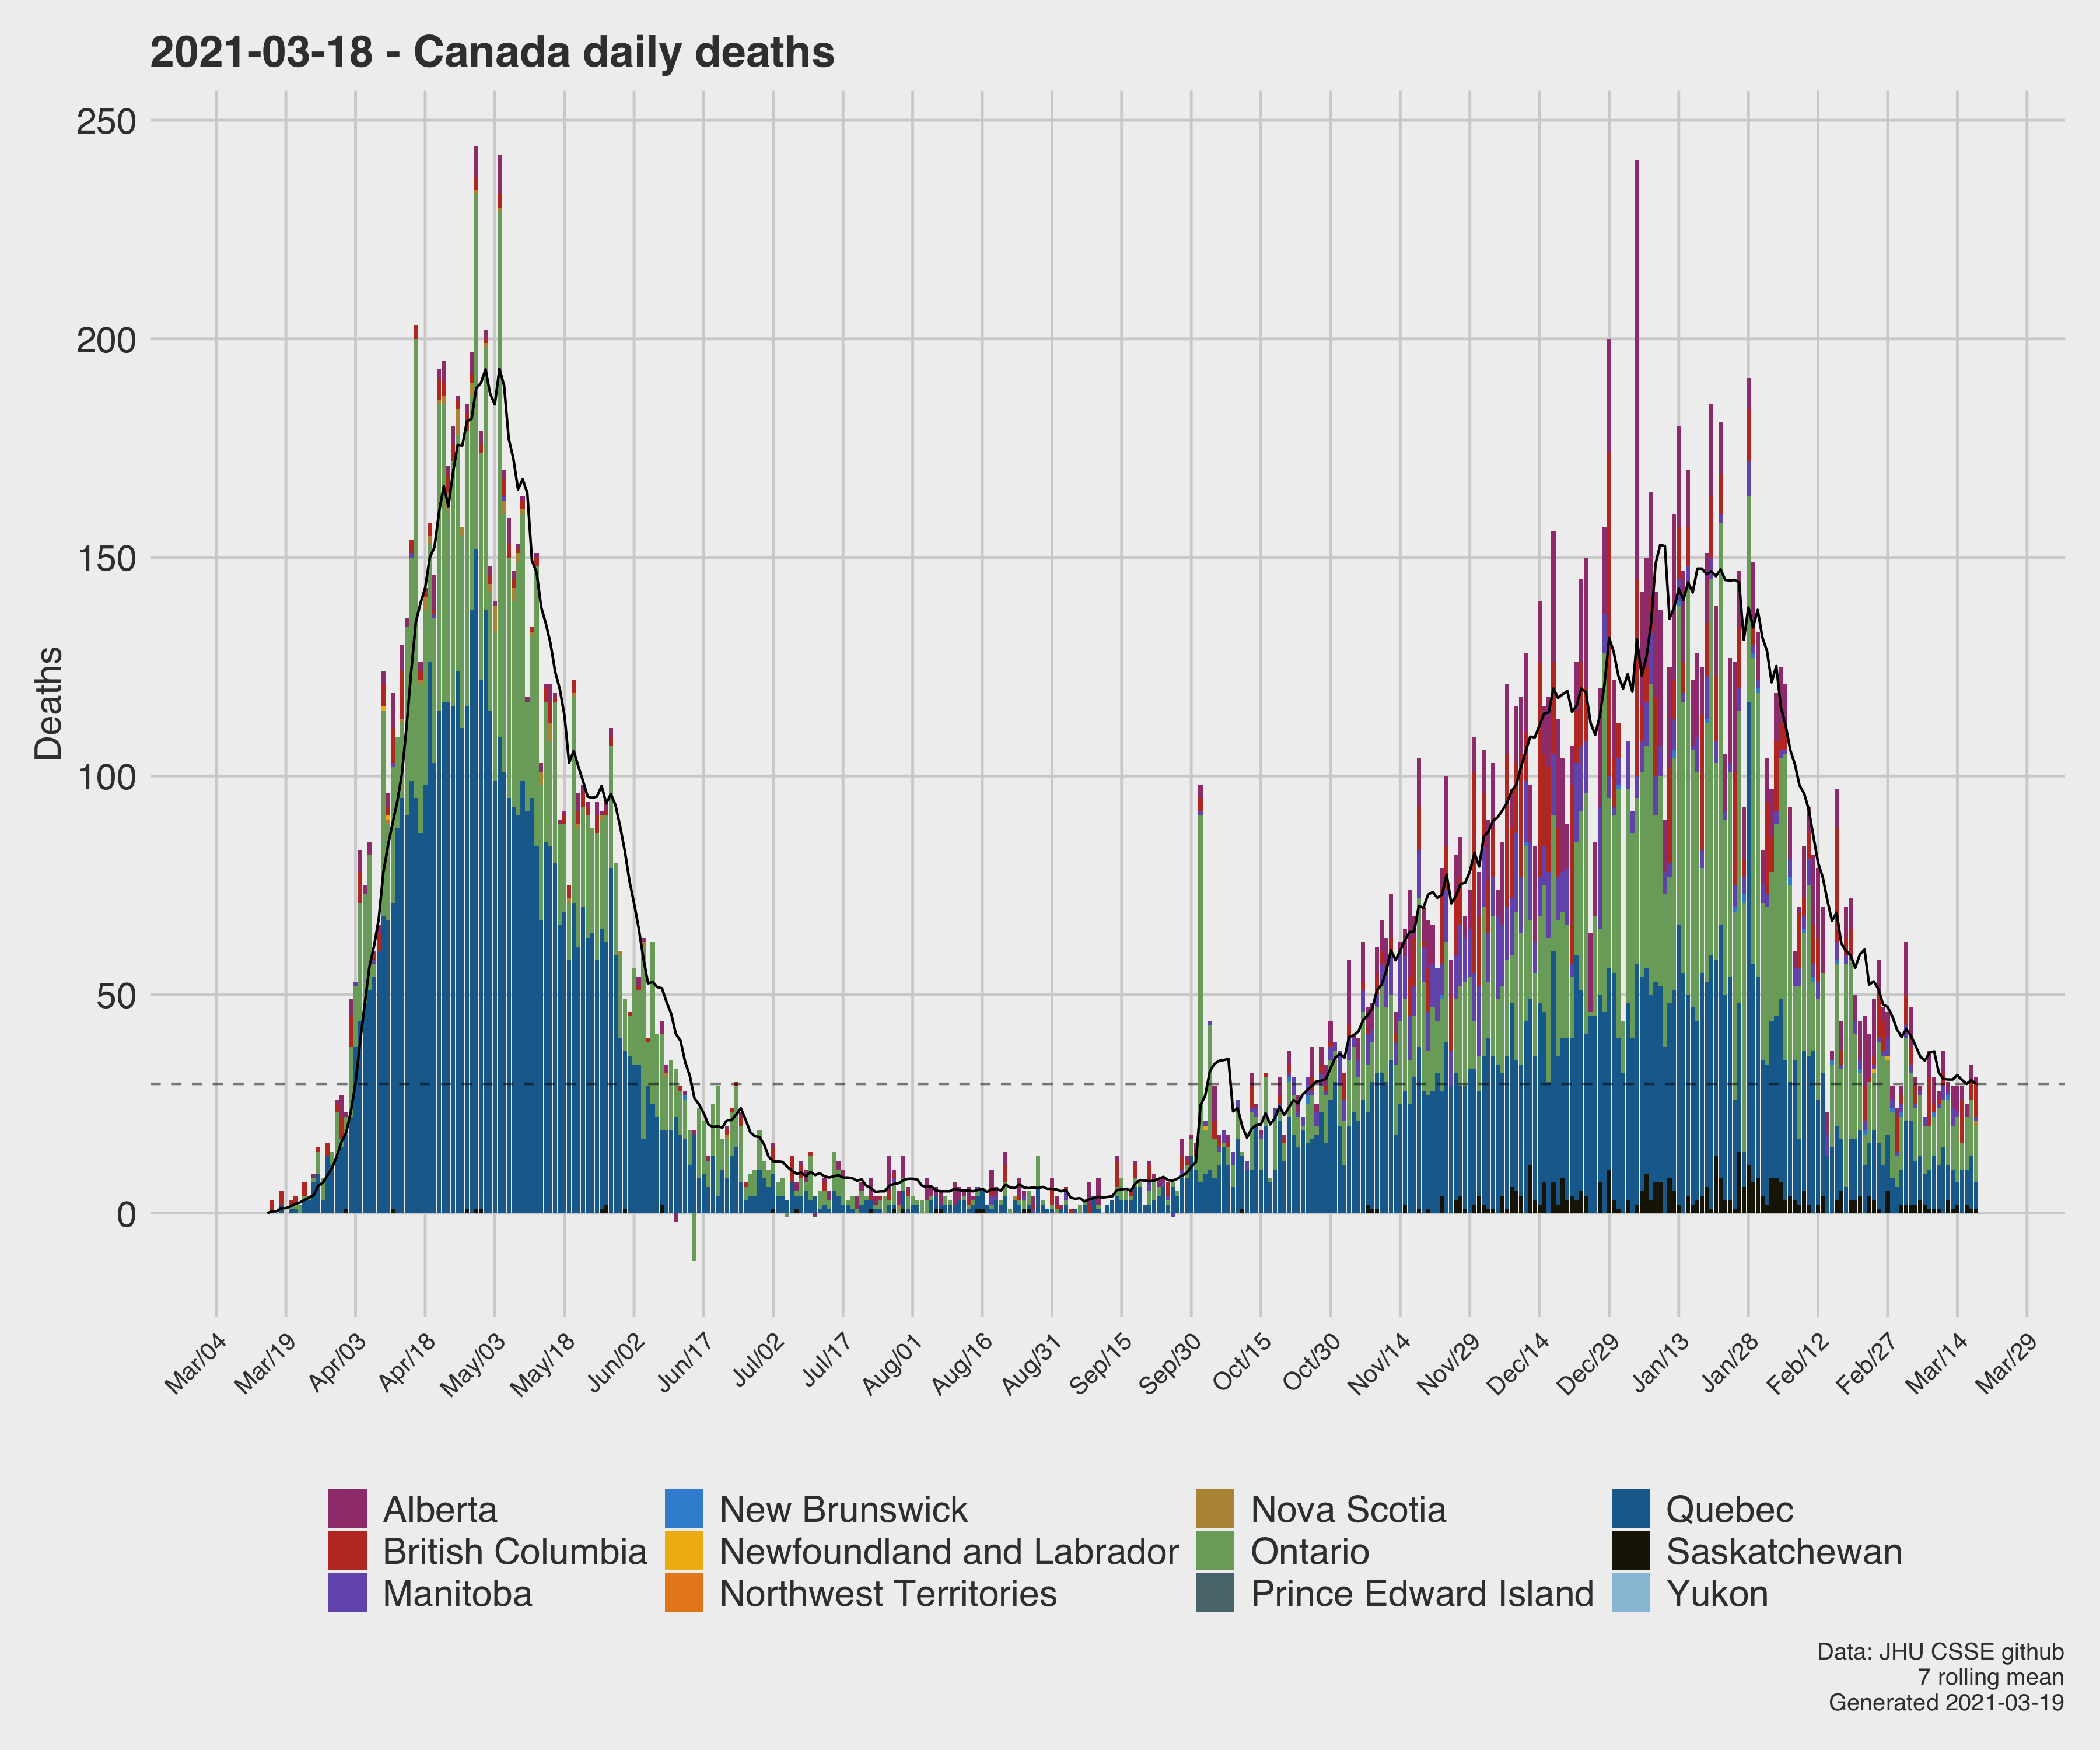 2021-03-18 - Canada daily deaths
250
200
150
100
50
0
Deaths
Mar/04 Mar/19 Apr/03 Apr/18 May/03 May/18 Jun/02 Jun/17 Jul/02 Jul/17 Aug/01 Aug/16 Aug/31 Sep/15 Sep/30 Oct/15 Oct/30 Nov/14 Nov/29 Dec/14 Dec/29 Jan/13 Jan/28 Feb/12 Feb/27 Mar/14 Mar/29
Alberta New Brunswick Nova Scotia Quebec
British Columbia Newfoundland and Labrador Ontario Saskatchewan
Manitoba Northwest Territories Prince Edward Island Yukon
Data: JHU CSSE github
7 rolling mean
Generated 2021-03-19